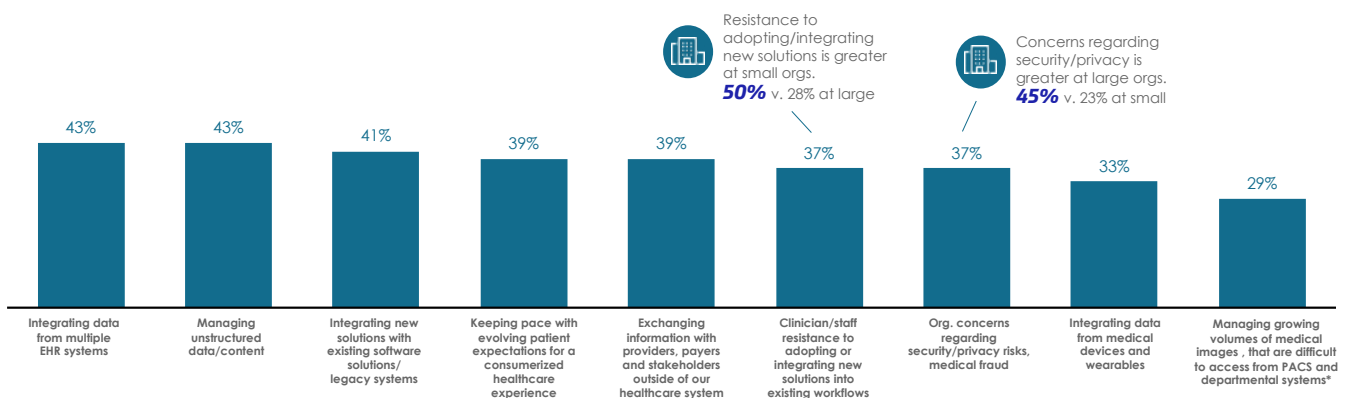 Resistance to
adopting/integrating
new solutions is greater
at small orgs.
50% v. 28% at large
Concerns regarding
security/privacy is
greater at large orgs.
45% v. 23% at small
43%
43%
41%
39%
39%
37%
37%
33%
29%
Integrating data
from multiple
EHR systems
Managing
unstructured
data/content
Integrating new
solutions with
existing software
solutions/
legacy systems
Keeping pace with
evolving patient
expectations for a
consumerized
healthcare
experience
Exchanging
information with
providers, payers
and stakeholders
outside of our
healthcare system
Clinician/staff
resistance to
adopting or
integrating new
solutions into
existing workflows
Org. concerns
regarding
security/privacy risks,
medical fraud
Integrating data
from medical
devices and
wearables
Managing growing
volumes of medical
images , that are difficult
to access from PACS and
departmental systems*